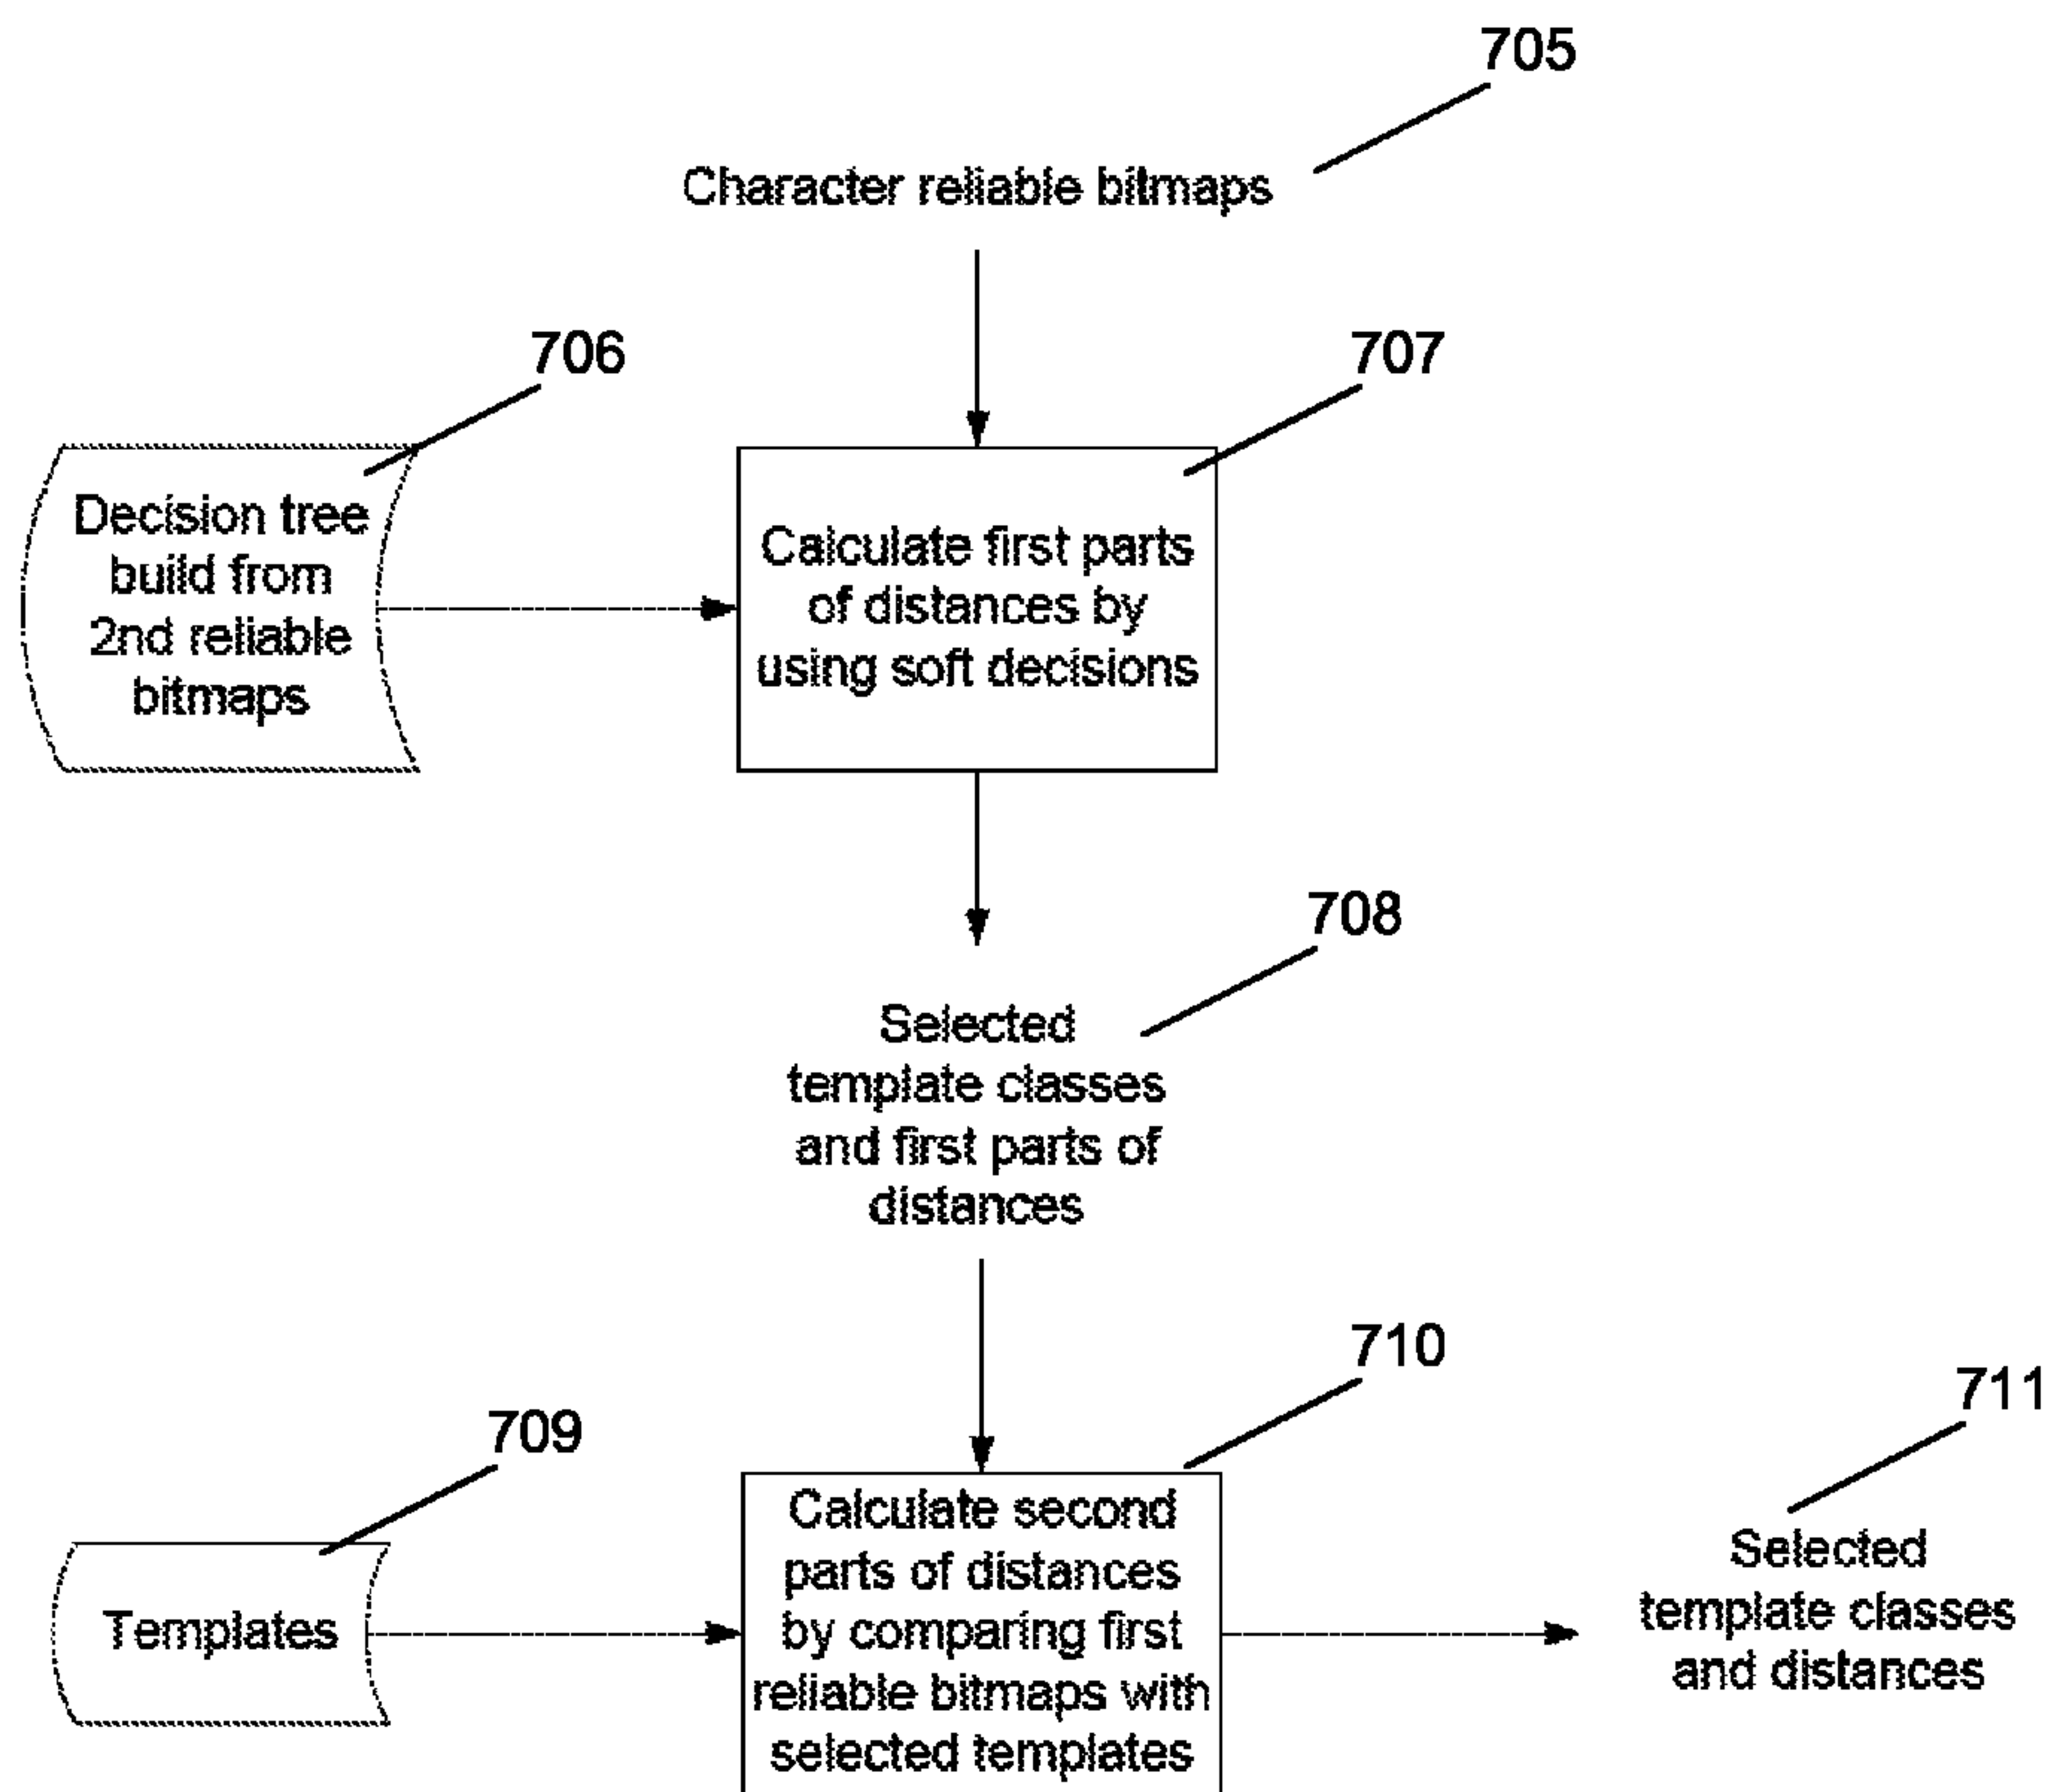 705
Character reliable bitmaps
706
707
Decision tree
build from
2nd reliable
bitmaps
Calculate first parts
of distances by
using soft decisions
708
Selected
template classes
and first parts of
distances
710
711
709
Templates
Calculate second
parts of distances
by comparing first
reliable bitmaps with
selected templates
Selected
template classes
and distances